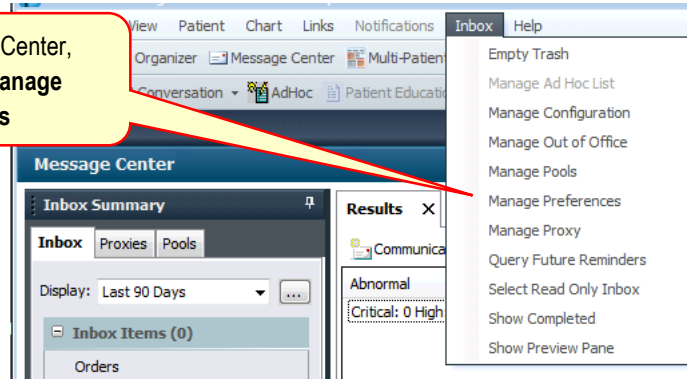 View Patient Chart Links Notifications Inbox Help
Center,
anage
s
Organizer Message Center Multi-Patient
Conversation AdHoc Patient Educatio
Empty Trash
Manage Ad Hoc List
Manage Configuration
Manage Out of Office
Manage Pools
Manage Preferences
Manage Proxy
Query Future Reminders
Select Read Only Inbox
Show Completed
Show Preview Pane
Message Center
Inbox Summary
Inbox Proxies Pools
Display: Last 90 Days ...
Inbox Items (0)
Orders
Results X
Communica
Abnormal
Critical: 0 High